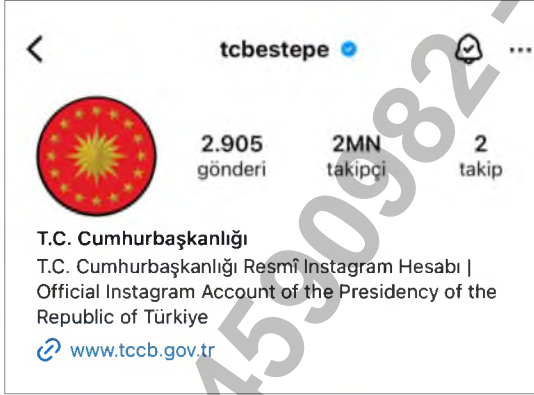 tcbestepe
2.905 2MN 2
gönderi takipçi takip
T.C. Cumhurbaşkanlığı
T.C. Cumhurbaşkanlığı Resmî Instagram Hesabı |
Official Instagram Account of the Presidency of the
Republic of Türkiye
www.tccb.gov.tr
4590982 -